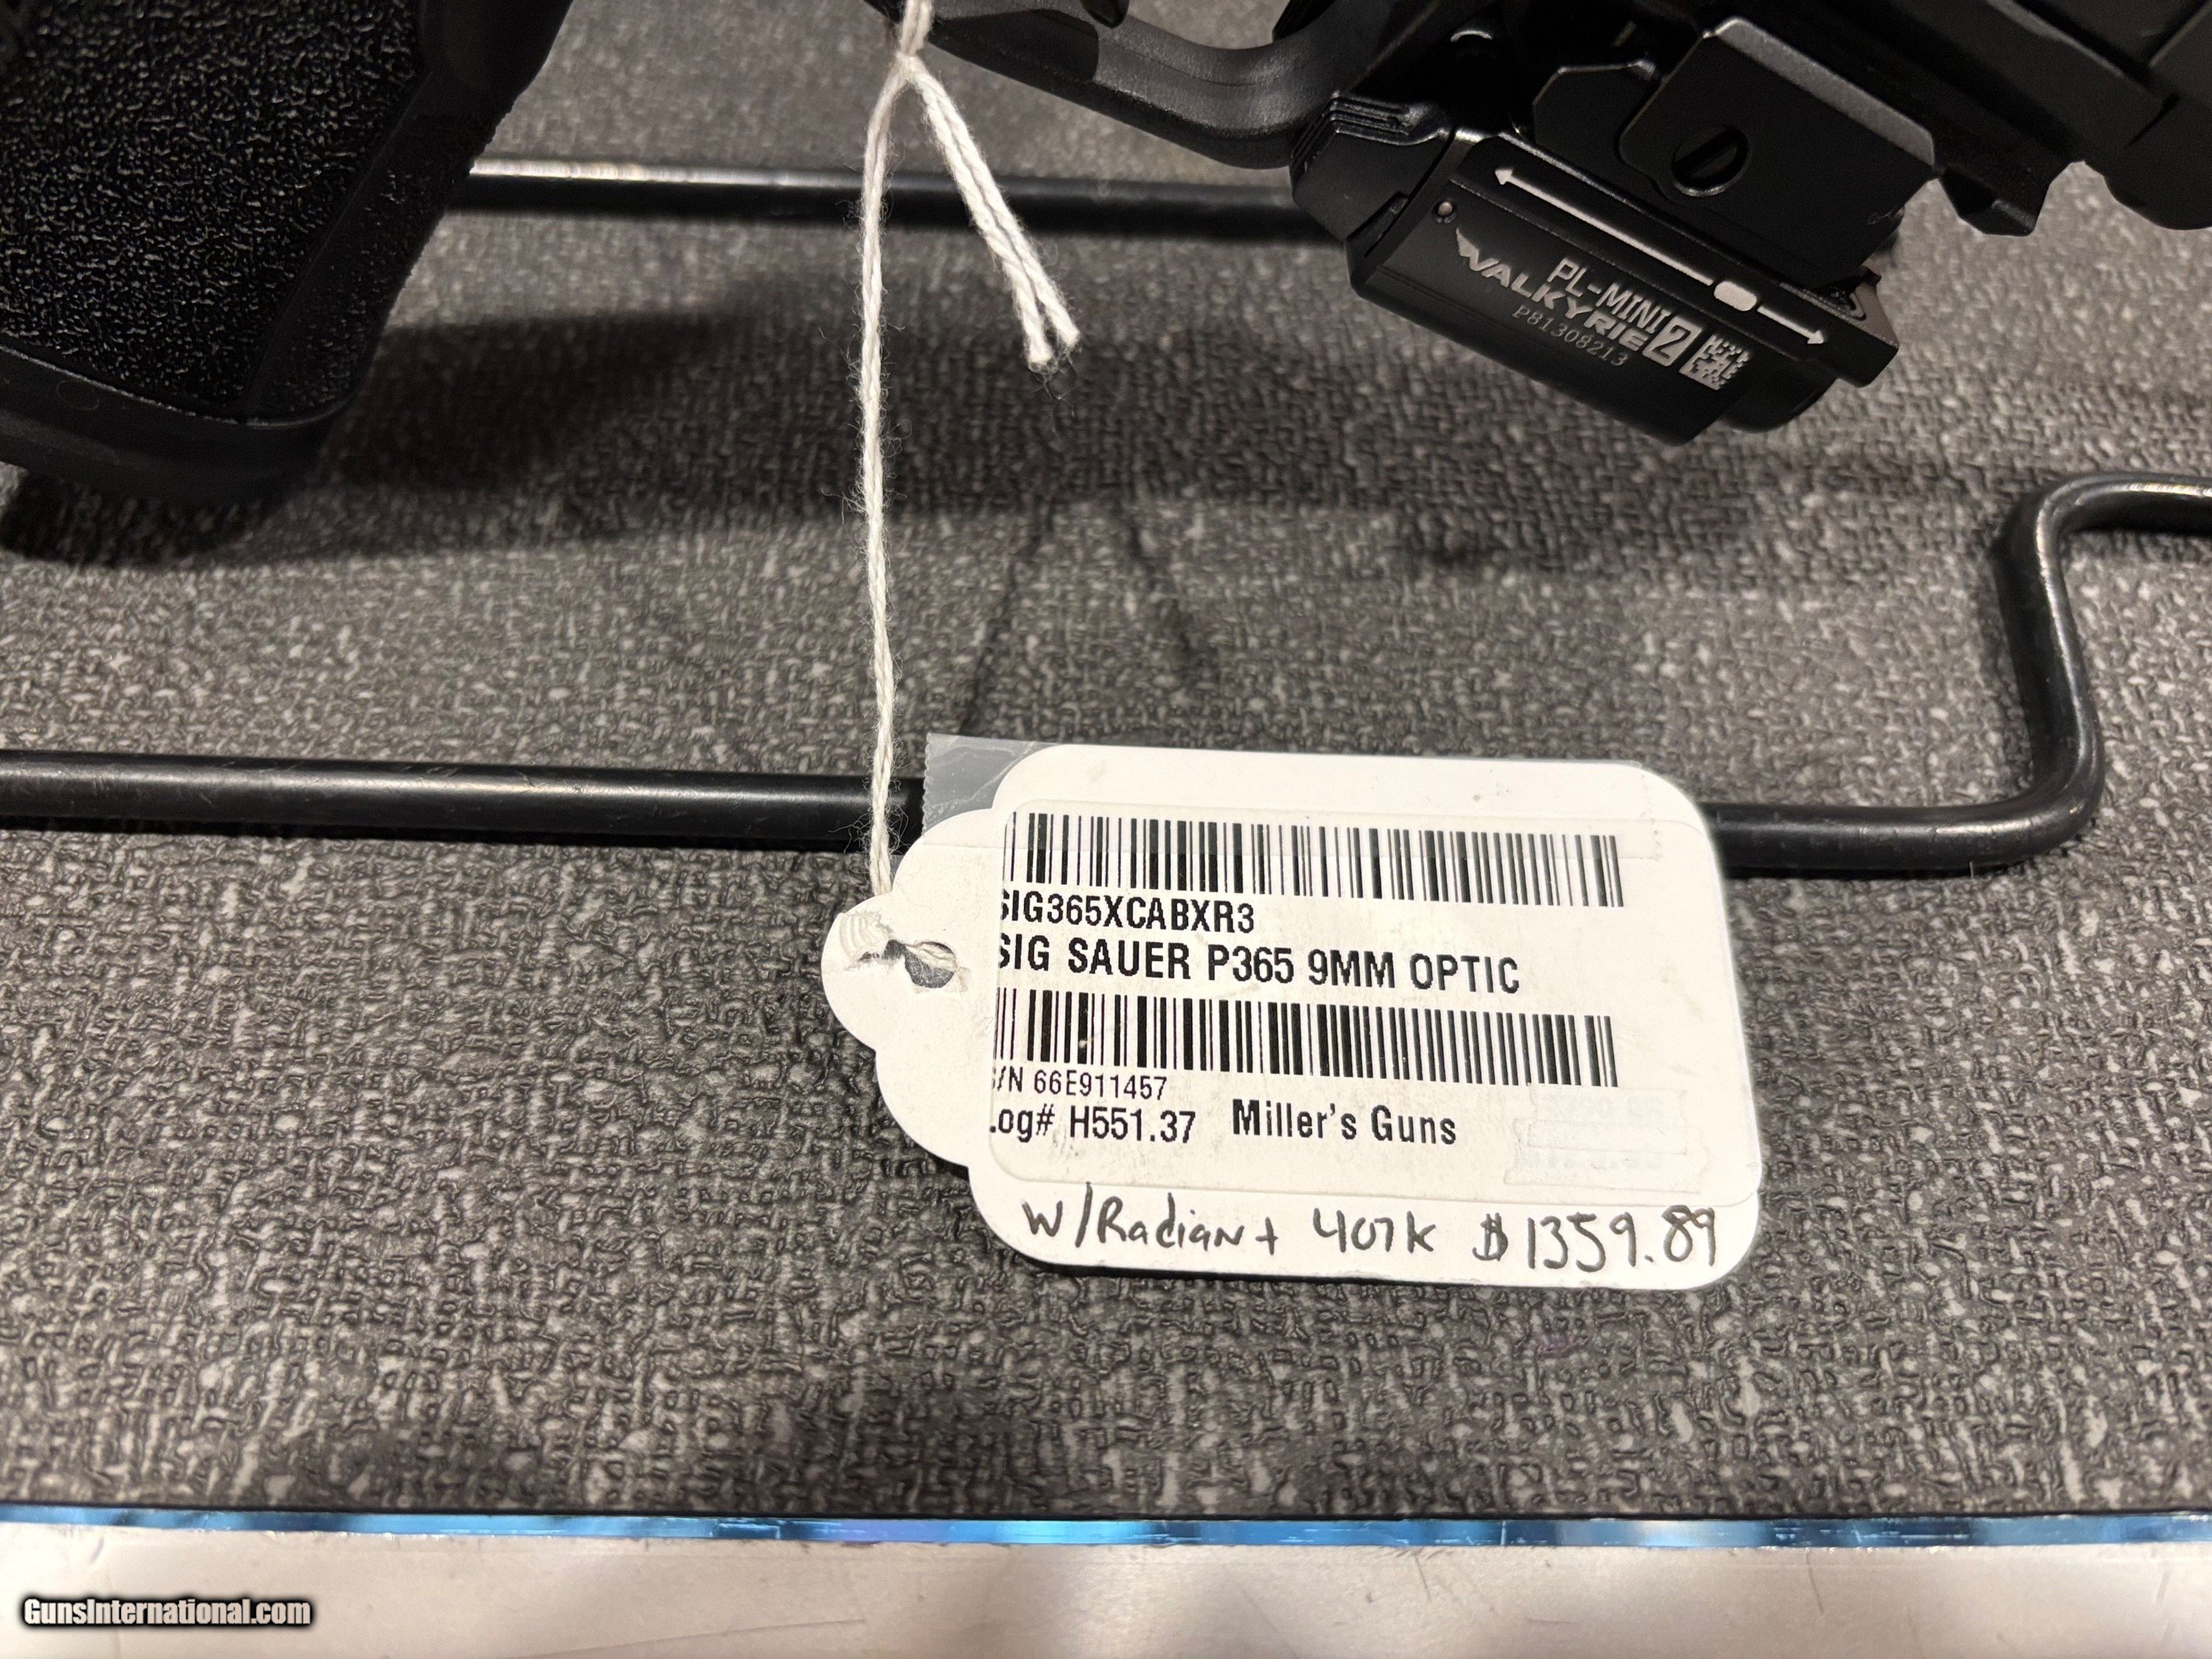 PL-MINI 2
VALKYRIE
P81308213
SIG365XCABXR3
SIG SAUER P365 9MM OPTIC
S/N 66E911457
Log# H551.37 Miller's Guns
w/Radian + 407k $1359.89
GunsInternational.com